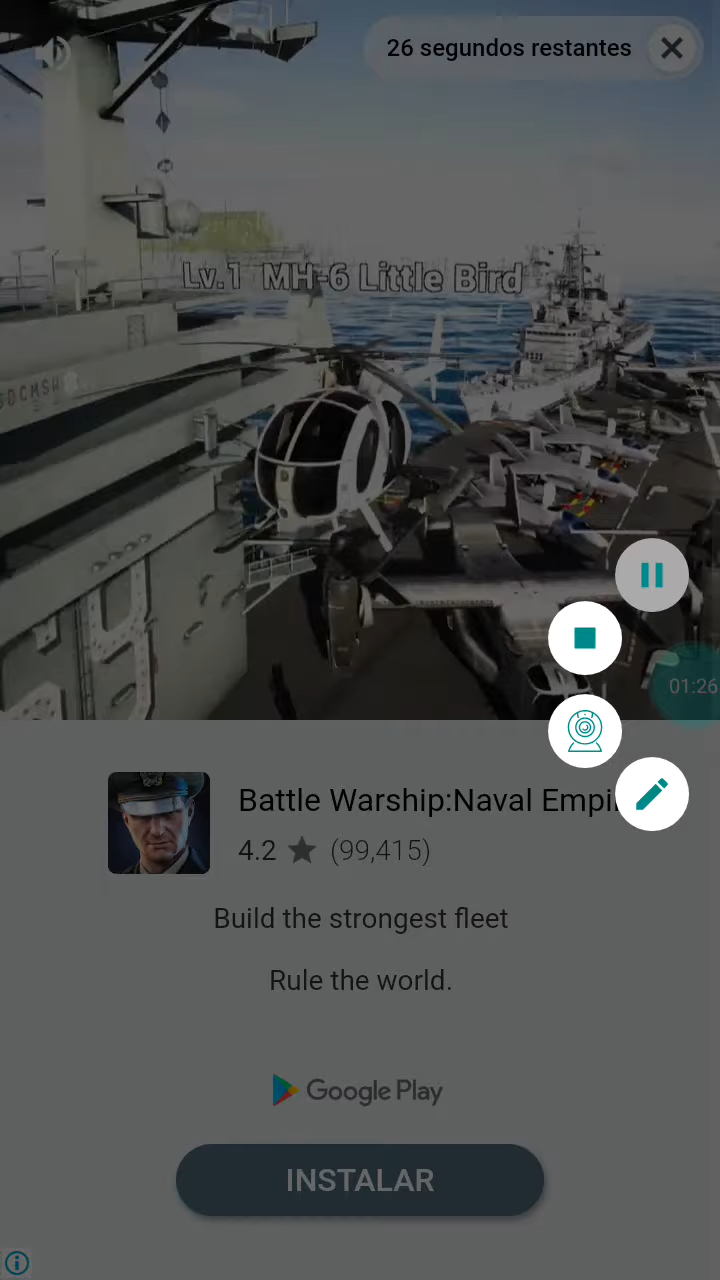 26 segundos restantes
Lv.1 MH-6 Little Bird
01:26
Battle Warship:Naval
4.2 ★ (99,415)
Build the strongest fleet
Rule the world.
Google Play
INSTALAR